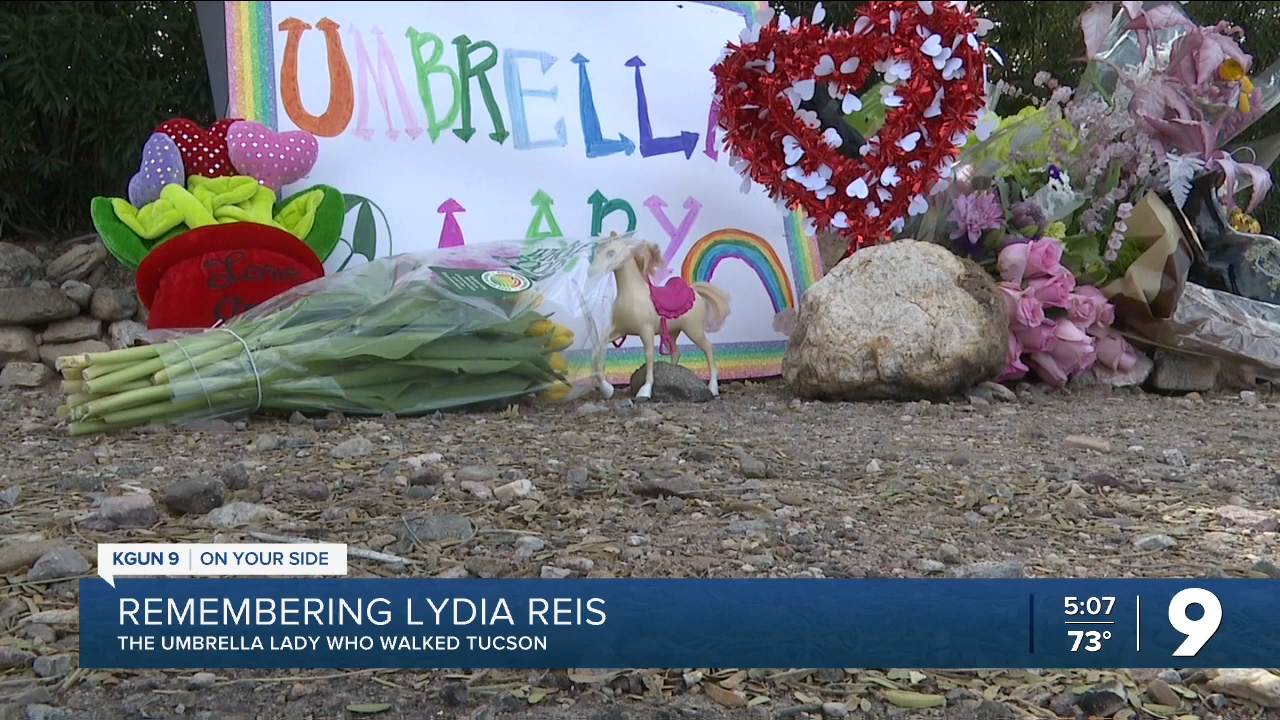 UMBRELLA
LADY
Love
KGUN 9 | ON YOUR SIDE
REMEMBERING LYDIA REIS
THE UMBRELLA LADY WHO WALKED TUCSON
5:07
73°
9